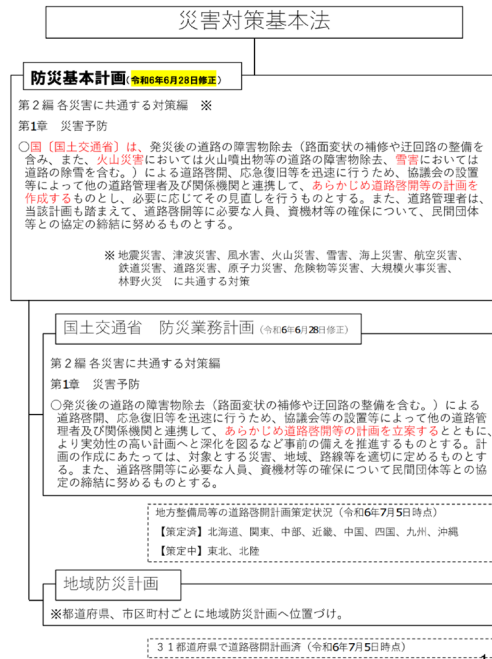 災害対策基本法
防災基本計画(令和6年6月28日修正)
第２編 各災害に共通する対策編　※
第1章　災害予防
○国〔国土交通省〕は、発災後の道路の障害物除去（路面変状の補修や迂回路の整備を
含み、また、火山災害においては火山噴出物等の道路の障害物除去、雪害においては
道路の除雪を含む。）による道路啓開、応急復旧等を迅速に行うため、協議会の設置
等によって他の道路管理者及び関係機関と連携して、あらかじめ道路啓開等の計画を
作成するものとし、必要に応じてその見直しを行うものとする。また、道路管理者は、
当該計画も踏まえて、道路啓開等に必要な人員、資機材等の確保について、民間団体
等との協定の締結に努めるものとする。
※ 地震災害、津波災害、風水害、火山災害、雪害、海上災害、航空災害、
鉄道災害、道路災害、原子力災害、危険物等災害、大規模火事災害、
林野火災　に共通する対策
国土交通省　防災業務計画（令和6年6月28日修正）
第２編 各災害に共通する対策編
第1章　災害予防
○発災後の道路の障害物除去（路面変状の補修や迂回路の整備を含む。）による
道路啓開、応急復旧等を迅速に行うため、協議会等の設置等によって他の道路管
理者及び関係機関と連携して、あらかじめ道路啓開等の計画を立案するとともに、
より実効性の高い計画へと深化を図るなど事前の備えを推進するものとする。計
画の作成にあたっては、対象とする災害、地域、路線等を適切に定めるものとす
る。また、道路啓開等に必要な人員、資機材等の確保について民間団体等との協
定の締結に努めるものとする。
地方整備局等の道路啓開計画策定状況（令和6年7月5日時点）
【策定済】北海道、関東、中部、近畿、中国、四国、九州、沖縄
【策定中】東北、北陸
地域防災計画
※都道府県、市区町村ごとに地域防災計画へ位置づけ。
３１都道府県で道路啓開計画済（令和6年7月5日時点）